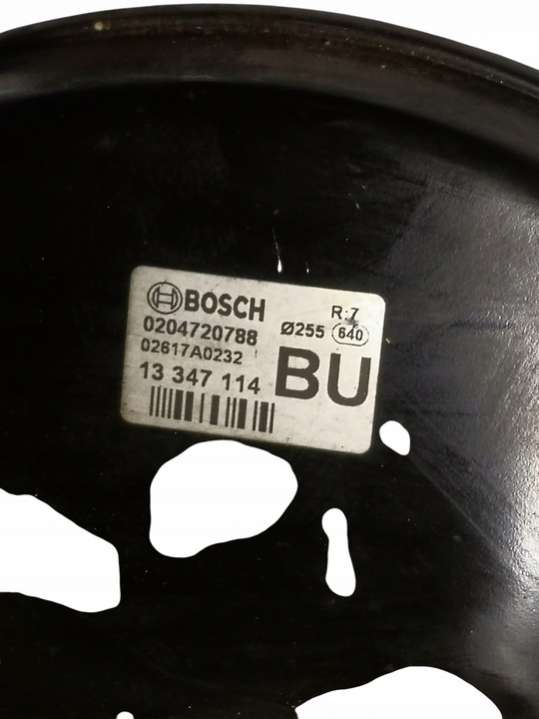 BOSCH R:7
0204720788 Ø255 640
02617A0232
13 347 114 BU